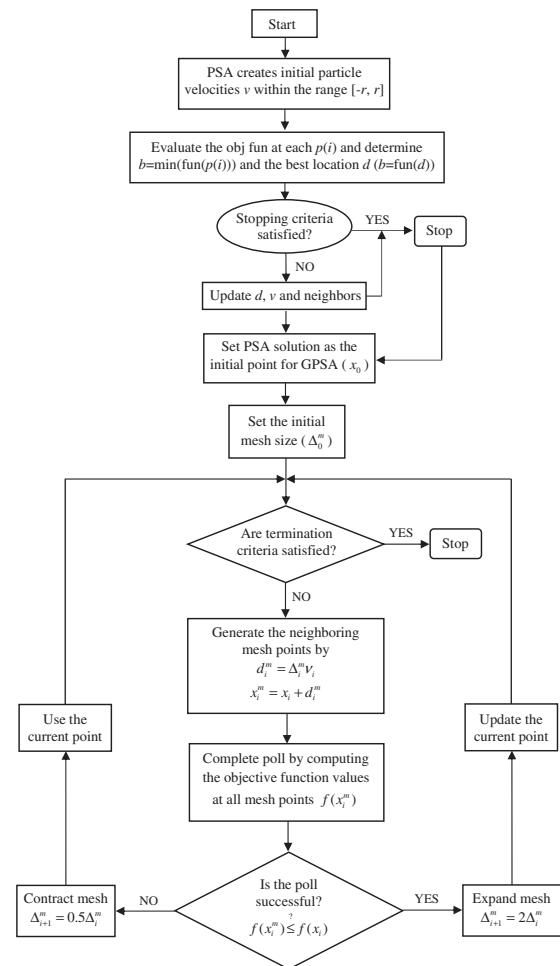 Start
PSA creates initial particle
velocities v within the range [-r, r]
Evaluate the obj fun at each p(i) and determine
b=min(fun(p(i))) and the best location d (b=fun(d))
Stopping criteria
satisfied?
YES
Stop
NO
Update d, v and neighbors
Set PSA solution as the
initial point for GPSA ( x₀ )
Set the initial
mesh size ( Δ₀ᵐ )
Are termination
criteria satisfied?
YES
Stop
NO
Generate the neighboring
mesh points by
dᵢᵐ = Δᵢᵐ νᵢ
xᵢᵐ = xᵢ + dᵢᵐ
Use the
current point
Update the
current point
Complete poll by computing
the objective function values
at all mesh points f(xᵢᵐ)
Is the poll
successful?
?
f(xᵢᵐ) ≤ f(xᵢ)
NO
Contract mesh
Δᵢ₊₁ᵐ = 0.5Δᵢᵐ
YES
Expand mesh
Δᵢ₊₁ᵐ = 2Δᵢᵐ